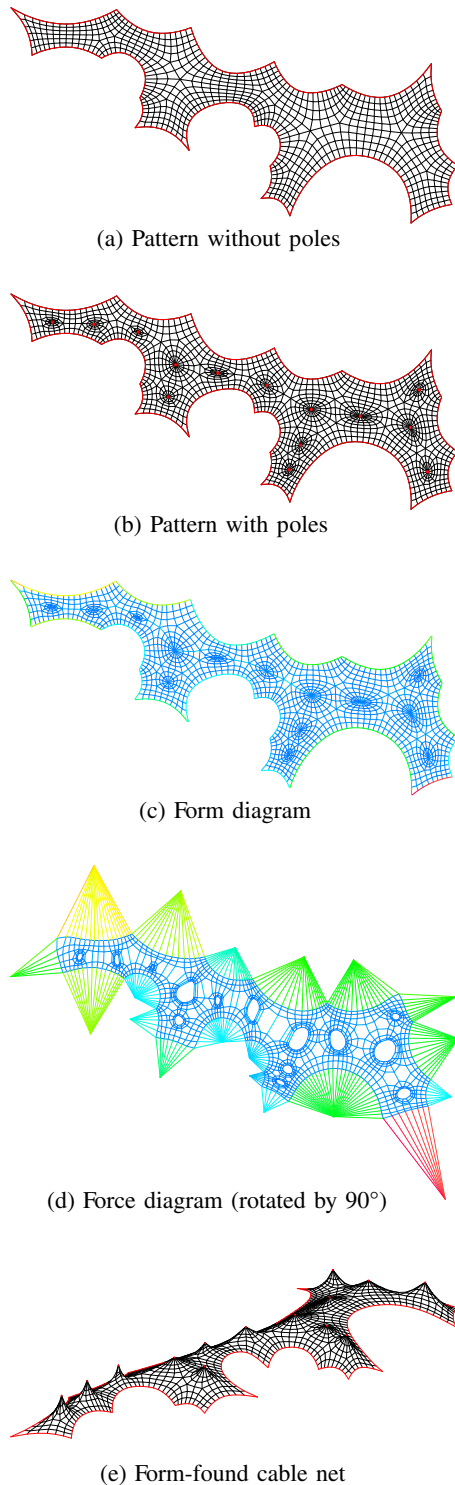 (a) Pattern without poles
(b) Pattern with poles
(c) Form diagram
(d) Force diagram (rotated by 90°)
(e) Form-found cable net